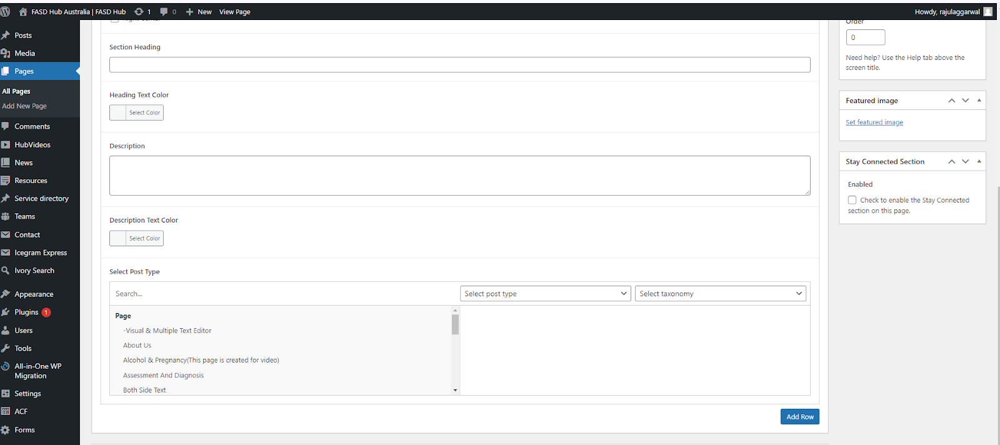 FASD Hub Australia | FASD Hub 1 0 New View Page Howdy, rajulaggarwal
Posts
Media
Pages
All Pages
Add New Page
Comments
HubVideos
News
Resources
Service directory
Teams
Contact
Icegram Express
Ivory Search
Appearance
Plugins 1
Users
Tools
All-in-One WP
Migration
Settings
ACF
Forms
Section Heading
Heading Text Color
Select Color
Description
Description Text Color
Select Color
Select Post Type
Search... Select post type Select taxonomy
Page
-Visual & Multiple Text Editor
About Us
Alcohol & Pregnancy(This page is created for video)
Assessment And Diagnosis
Both Side Text
Add Row
Order
0
Need help? Use the Help tab above the
screen title.
Featured image
Set featured image
Stay Connected Section
Enabled
Check to enable the Stay Connected
section on this page.